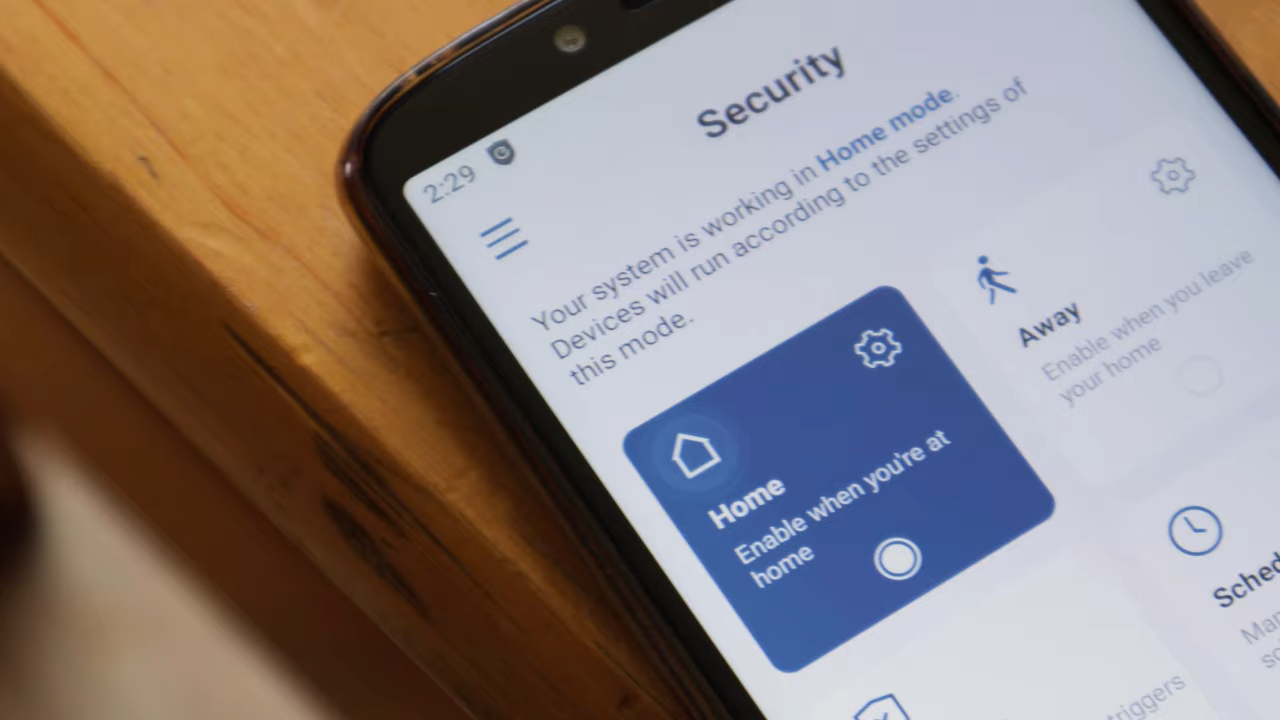 Security
2:29
Your system is working in Home mode.
Devices will run according to the settings of
this mode.
Home
Enable when you're at
home
Away
Enable when you leave
your home
triggers